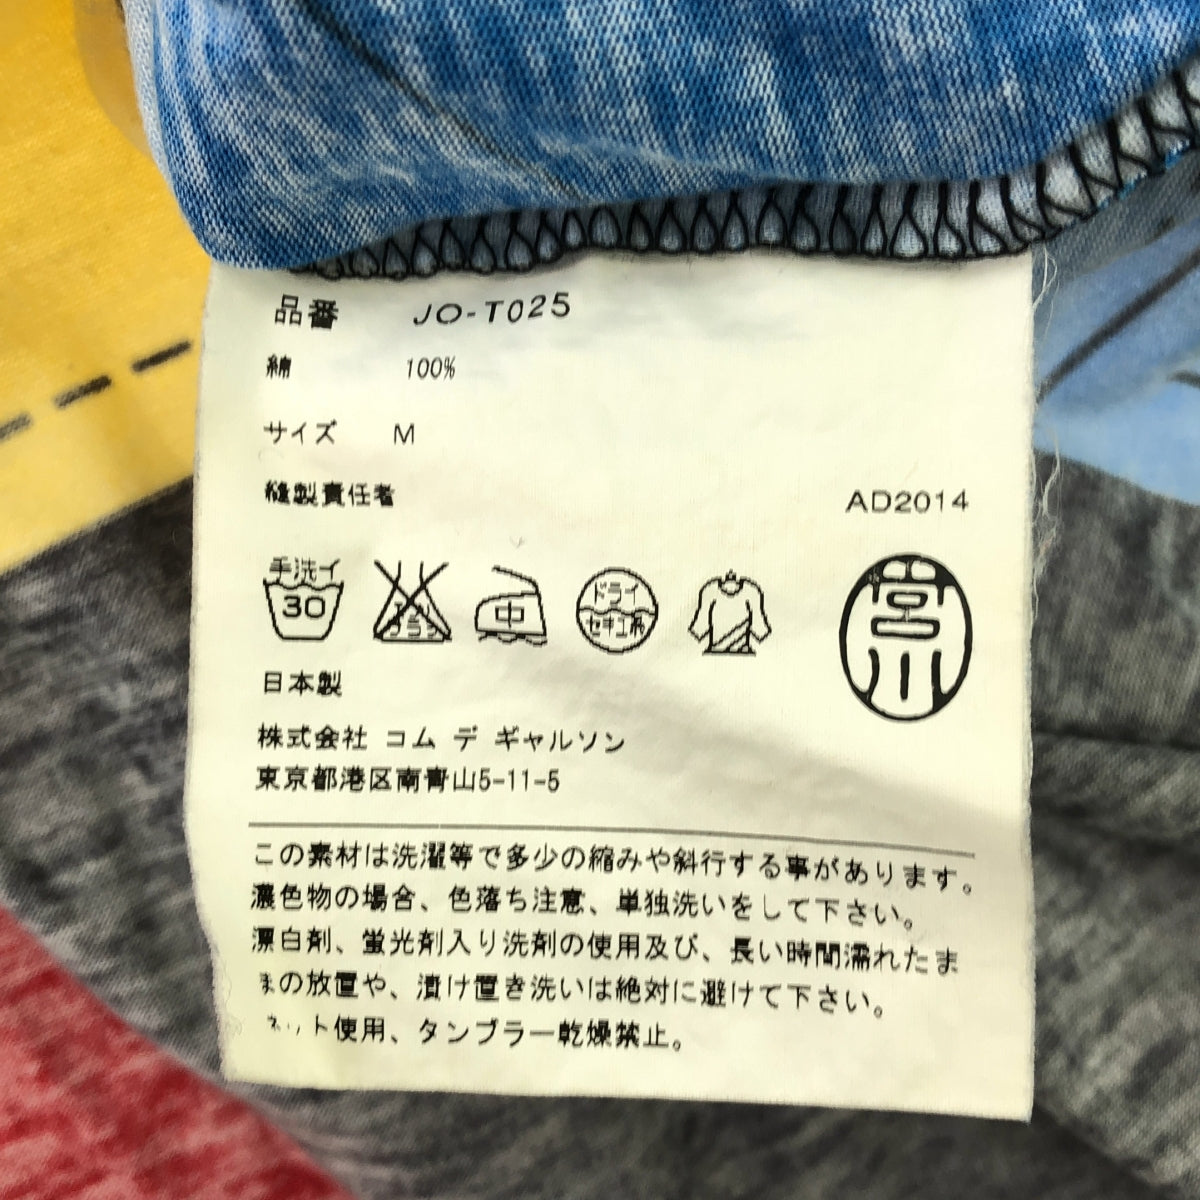 品番 JO-T025
綿 100%
サイズ M
縫製責任者 AD2014
手洗イ
30
エンソ
サラシ
中
ドライ
セキユ系
宮川
日本製
株式会社 コム デ ギャルソン
東京都港区南青山5-11-5
この素材は洗濯等で多少の縮みや斜行する事があります。
濃色物の場合、色落ち注意、単独洗いをして下さい。
漂白剤、蛍光剤入り洗剤の使用及び、長い時間濡れたま
まの放置や、漬け置き洗いは絶対に避けて下さい。
ネット使用、タンブラー乾燥禁止。